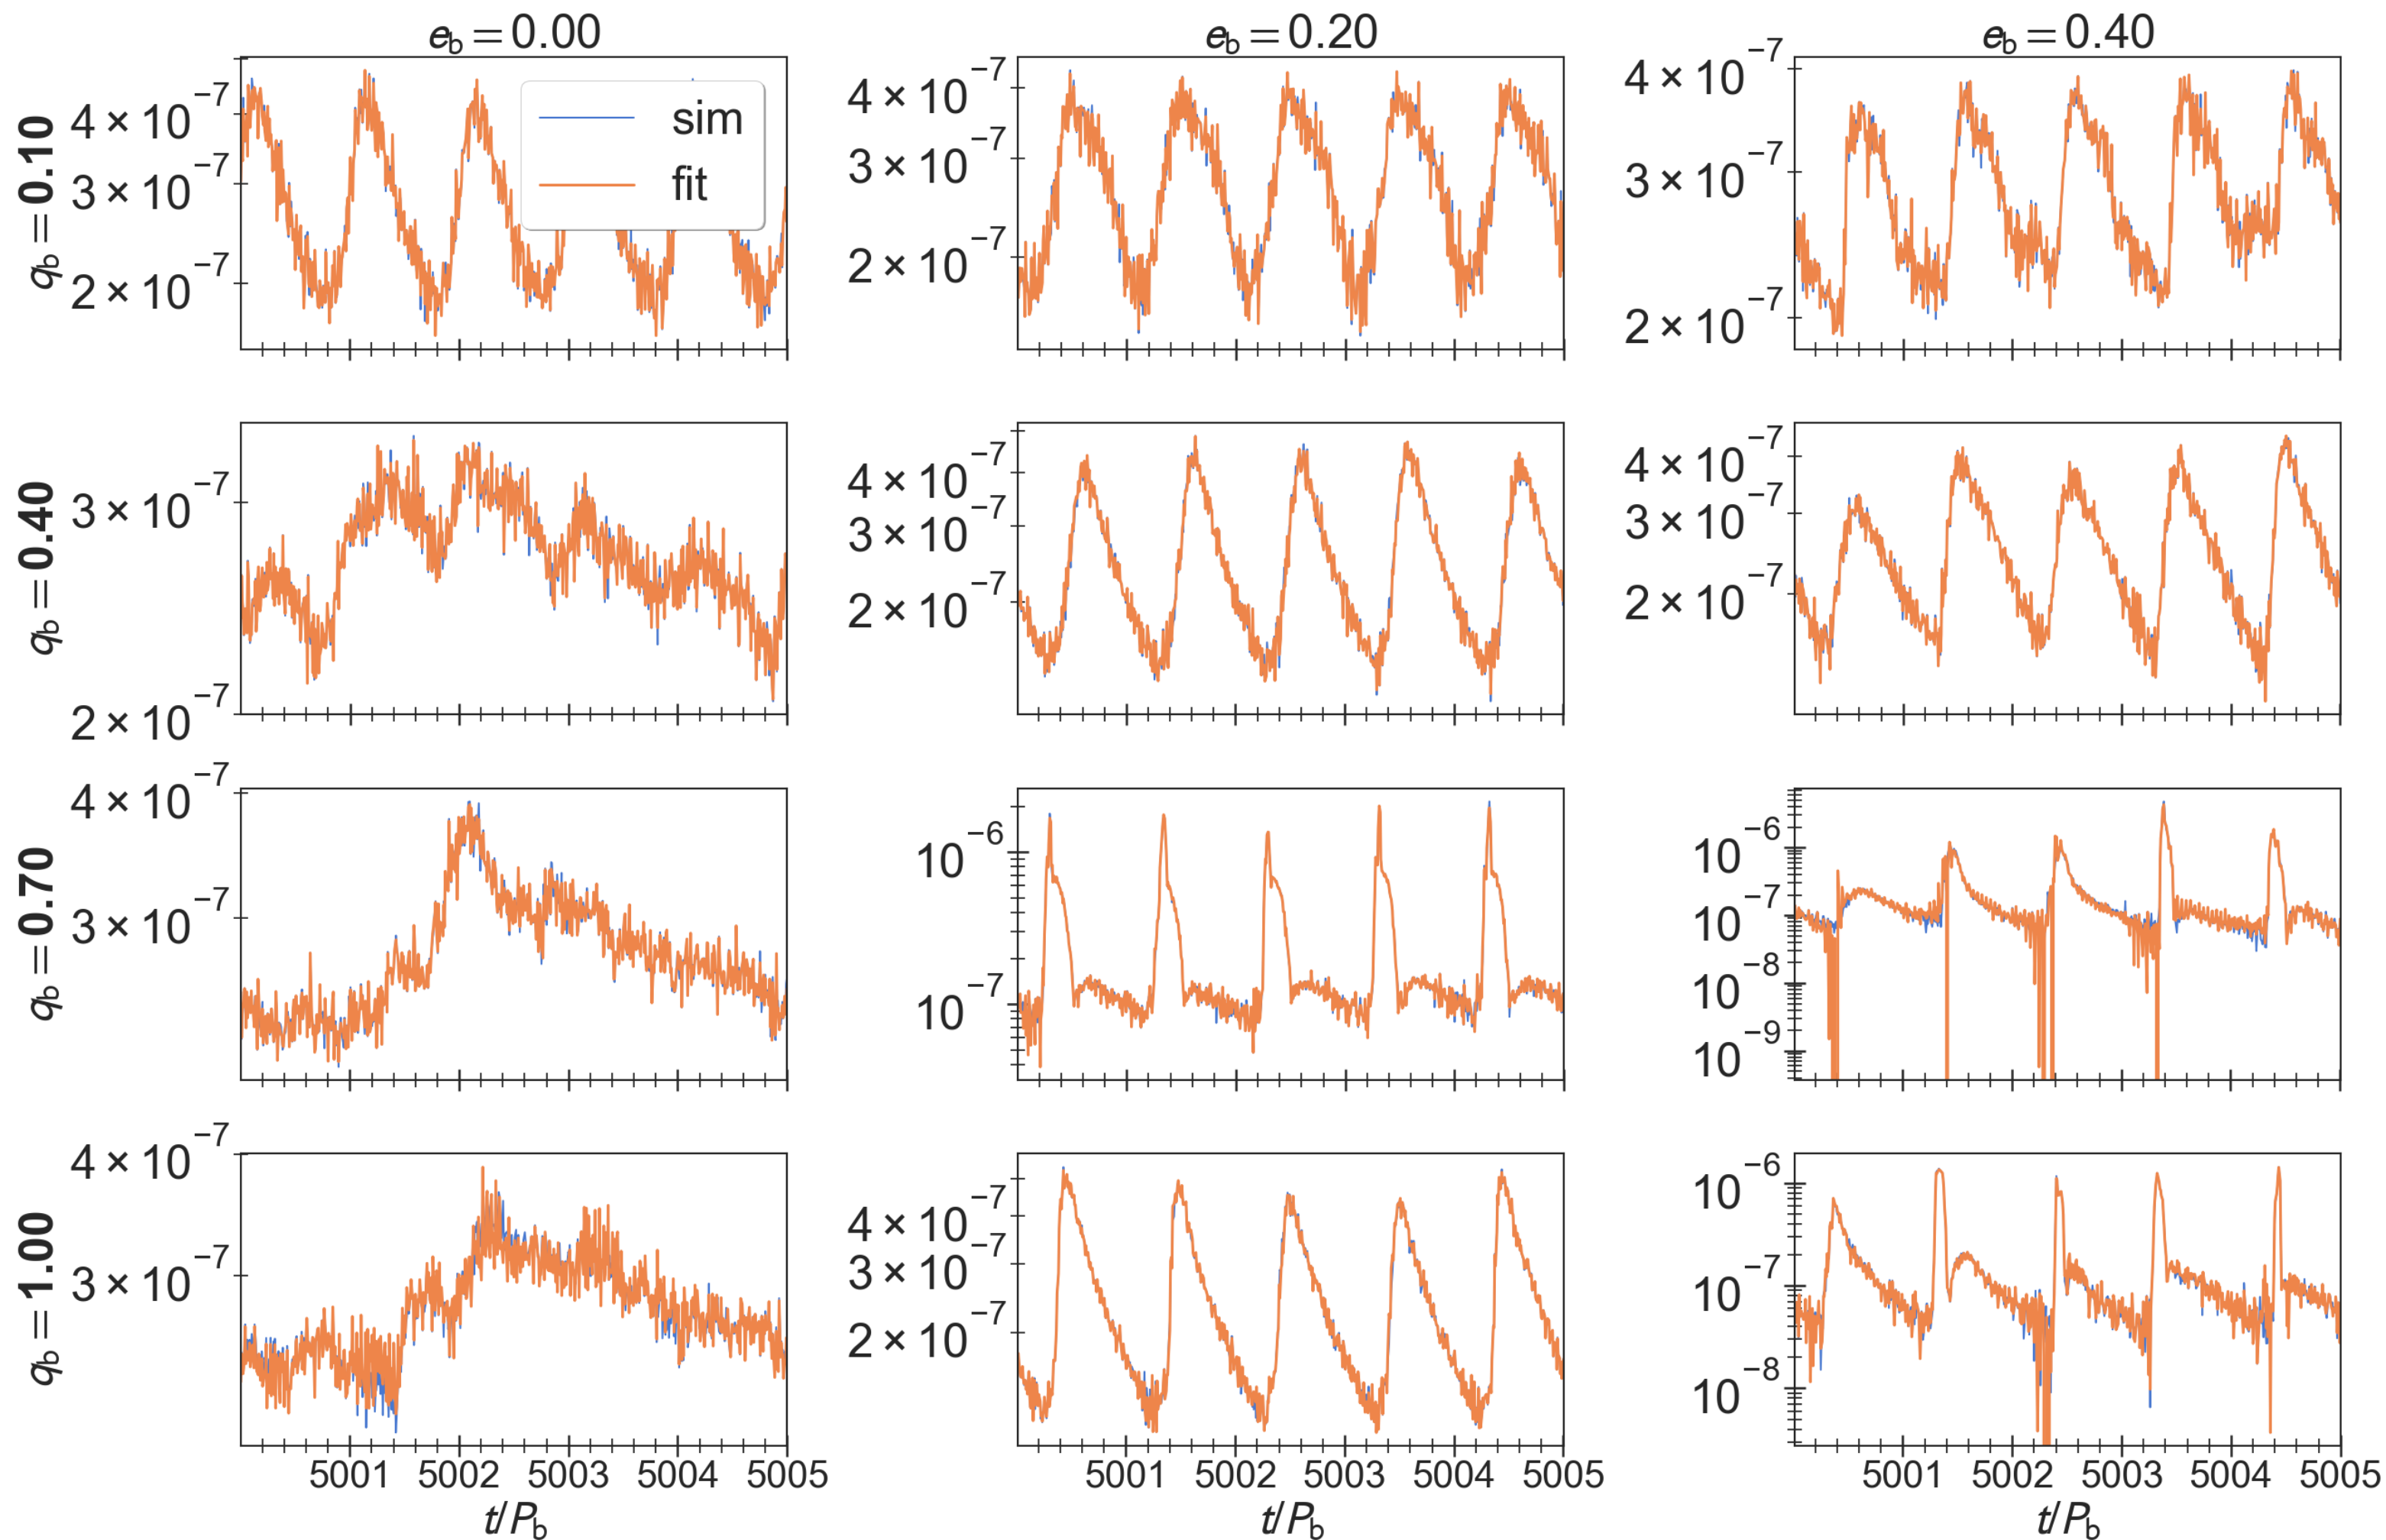 e_b = 0.00 e_b = 0.20 e_b = 0.40
q_b = 0.10
4 × 10^−7
3 × 10^−7
2 × 10^−7
sim
fit
4 × 10^−7
3 × 10^−7
2 × 10^−7
4 × 10^−7
3 × 10^−7
2 × 10^−7
q_b = 0.40
3 × 10^−7
2 × 10^−7
4 × 10^−7
3 × 10^−7
2 × 10^−7
4 × 10^−7
3 × 10^−7
2 × 10^−7
q_b = 0.70
4 × 10^−7
3 × 10^−7
10^−6
10^−7
10^−6
10^−7
10^−8
10^−9
q_b = 1.00
4 × 10^−7
3 × 10^−7
4 × 10^−7
3 × 10^−7
2 × 10^−7
10^−6
10^−7
10^−8
5001 5002 5003 5004 5005 5001 5002 5003 5004 5005 5001 5002 5003 5004 5005
t/P_b t/P_b t/P_b